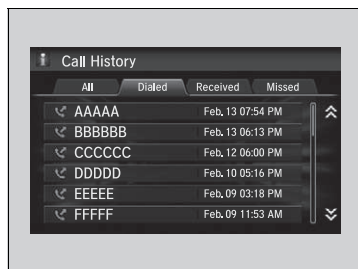 Call History
All Dialed Received Missed
AAAAA Feb. 13 07:54 PM
BBBBBB Feb. 13 06:13 PM
CCCCCC Feb. 12 06:00 PM
DDDDD Feb. 10 05:16 PM
EEEEE Feb. 09 03:18 PM
FFFFF Feb. 09 11:53 AM